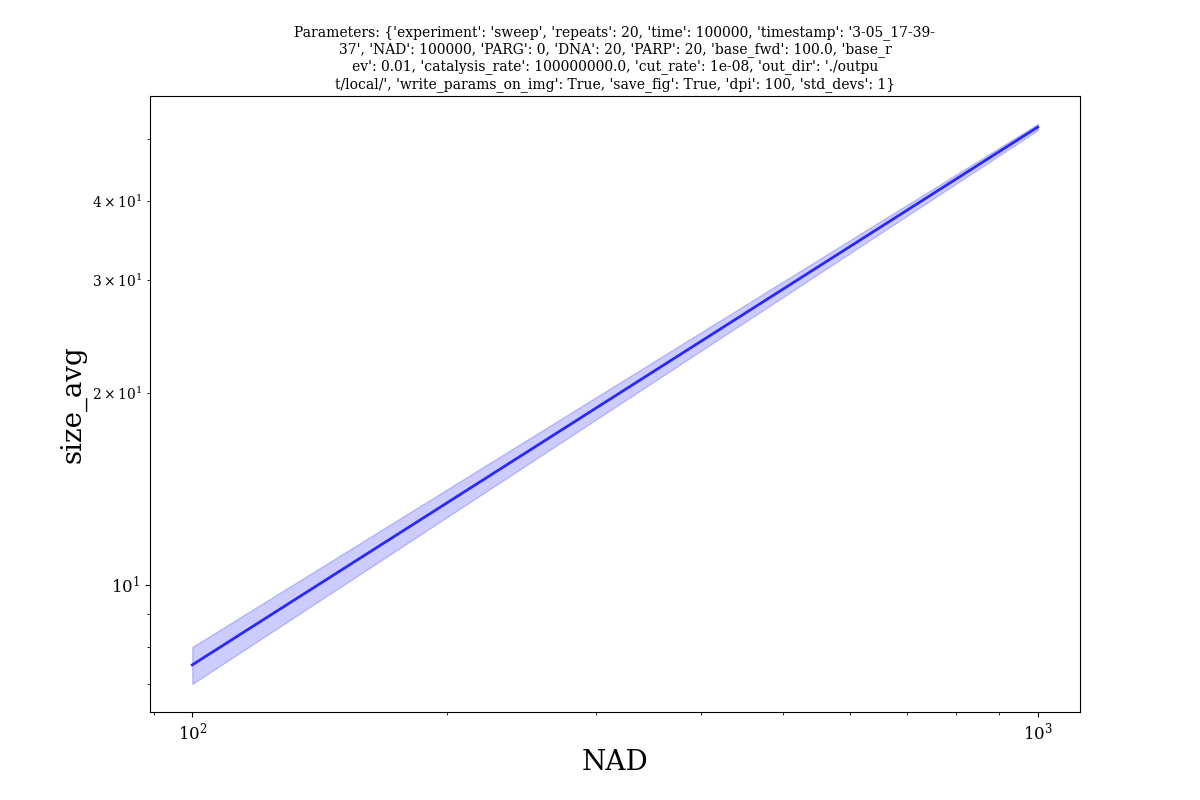 Parameters: {'experiment': 'sweep', 'repeats': 20, 'time': 100000, 'timestamp': '3-05_17-39-
37', 'NAD': 100000, 'PARG': 0, 'DNA': 20, 'PARP': 20, 'base_fwd': 100.0, 'base_r
ev': 0.01, 'catalysis_rate': 100000000.0, 'cut_rate': 1e-08, 'out_dir': './outpu
t/local/', 'write_params_on_img': True, 'save_fig': True, 'dpi': 100, 'std_devs': 1}
size_avg
4 × 10¹
3 × 10¹
2 × 10¹
10¹
10²
10³
NAD